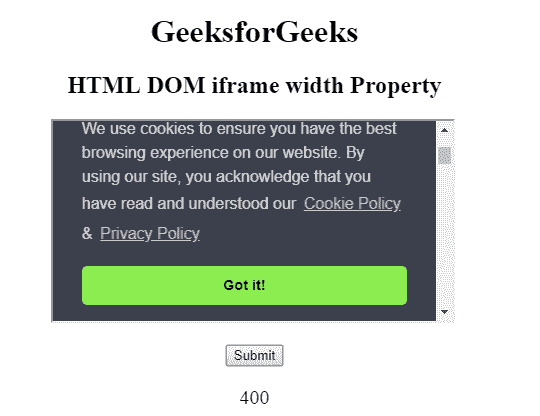 GeeksforGeeks
HTML DOM iframe width Property
We use cookies to ensure you have the best
browsing experience on our website. By
using our site, you acknowledge that you
have read and understood our Cookie Policy
& Privacy Policy
Got it!
Submit
400